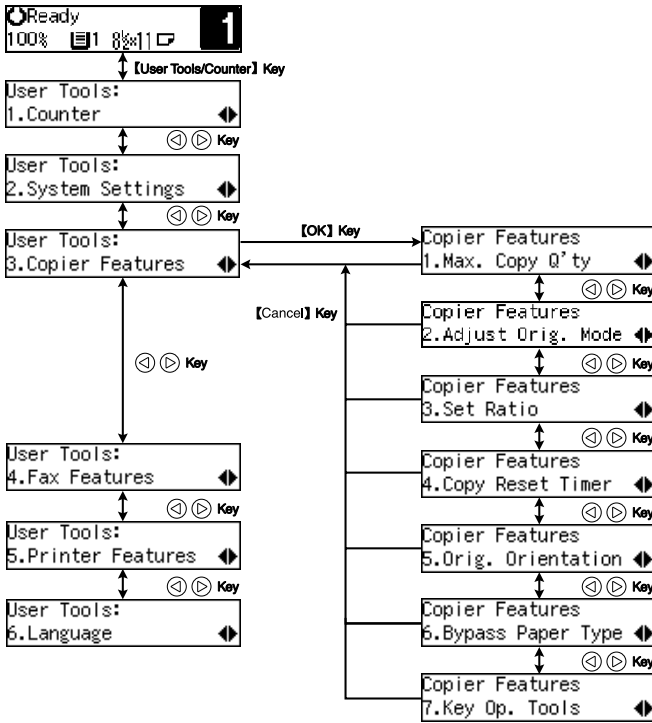 Ready
100% 1 8½x11
1
【User Tools/Counter】 Key
User Tools:
1.Counter
Key
User Tools:
2.System Settings
Key
User Tools:
3.Copier Features
【OK】 Key
【Cancel】 Key
Key
User Tools:
4.Fax Features
Key
User Tools:
5.Printer Features
Key
User Tools:
6.Language
Copier Features
1.Max. Copy Q'ty
Key
Copier Features
2.Adjust Orig. Mode
Key
Copier Features
3.Set Ratio
Key
Copier Features
4.Copy Reset Timer
Key
Copier Features
5.Orig. Orientation
Key
Copier Features
6.Bypass Paper Type
Key
Copier Features
7.Key Op. Tools